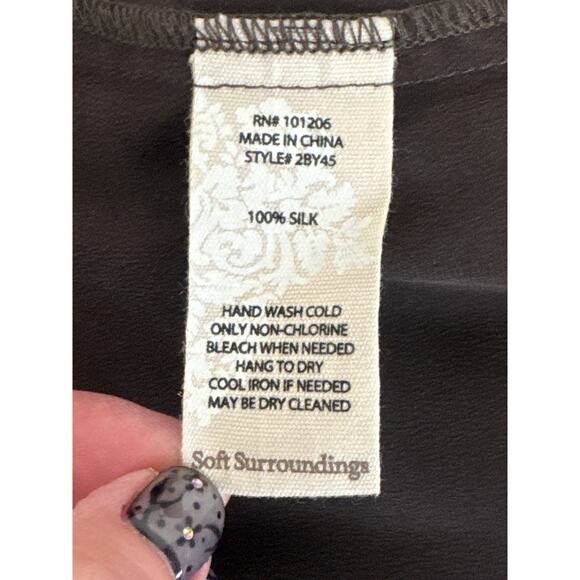 RN# 101206
MADE IN CHINA
STYLE# 2BY45
100% SILK
HAND WASH COLD
ONLY NON-CHLORINE
BLEACH WHEN NEEDED
HANG TO DRY
COOL IRON IF NEEDED
MAY BE DRY CLEANED
Soft Surroundings